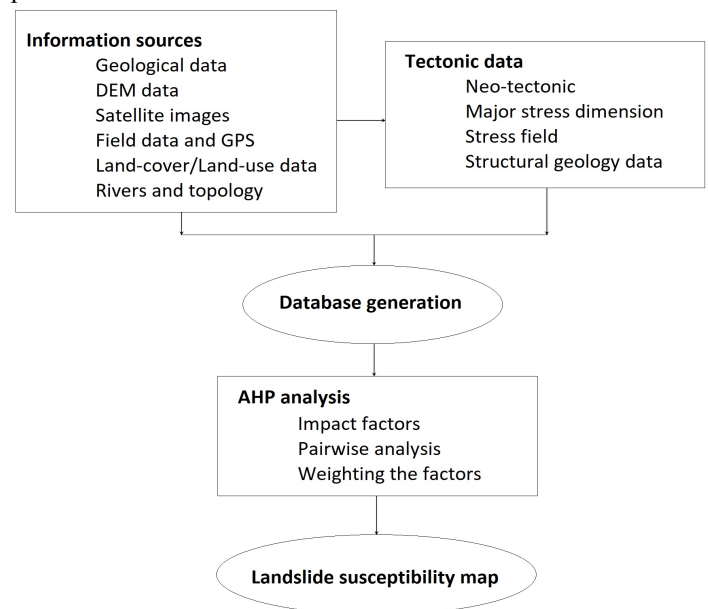 Information sources
Geological data
DEM data
Satellite images
Field data and GPS
Land-cover/Land-use data
Rivers and topology
Tectonic data
Neo-tectonic
Major stress dimension
Stress field
Structural geology data
Database generation
AHP analysis
Impact factors
Pairwise analysis
Weighting the factors
Landslide susceptibility map